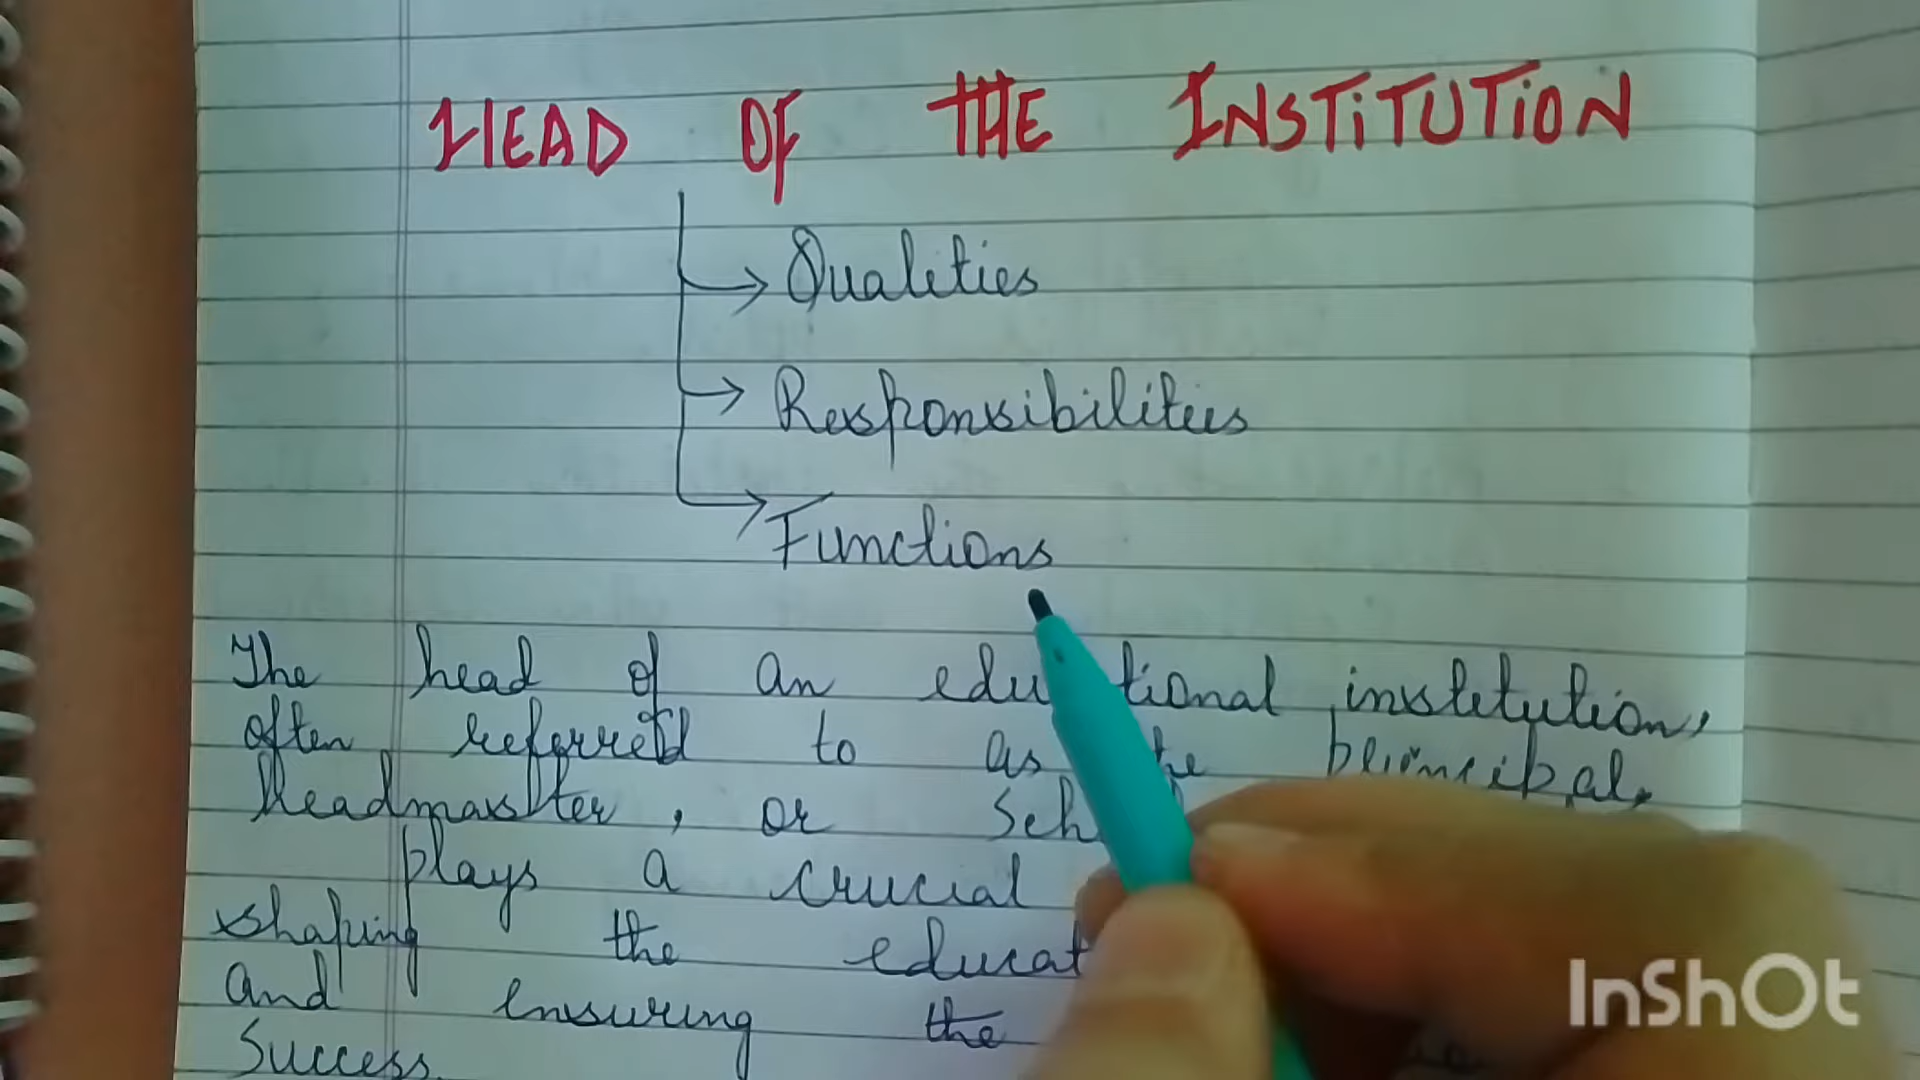 HEAD OF THE INSTITUTION
Qualities
Responsibilities
Functions
The head of an institution,
often referred to as principal,
Headmaster, or
plays a crucial
shaping the
and ensuring the
Success.
InShOt